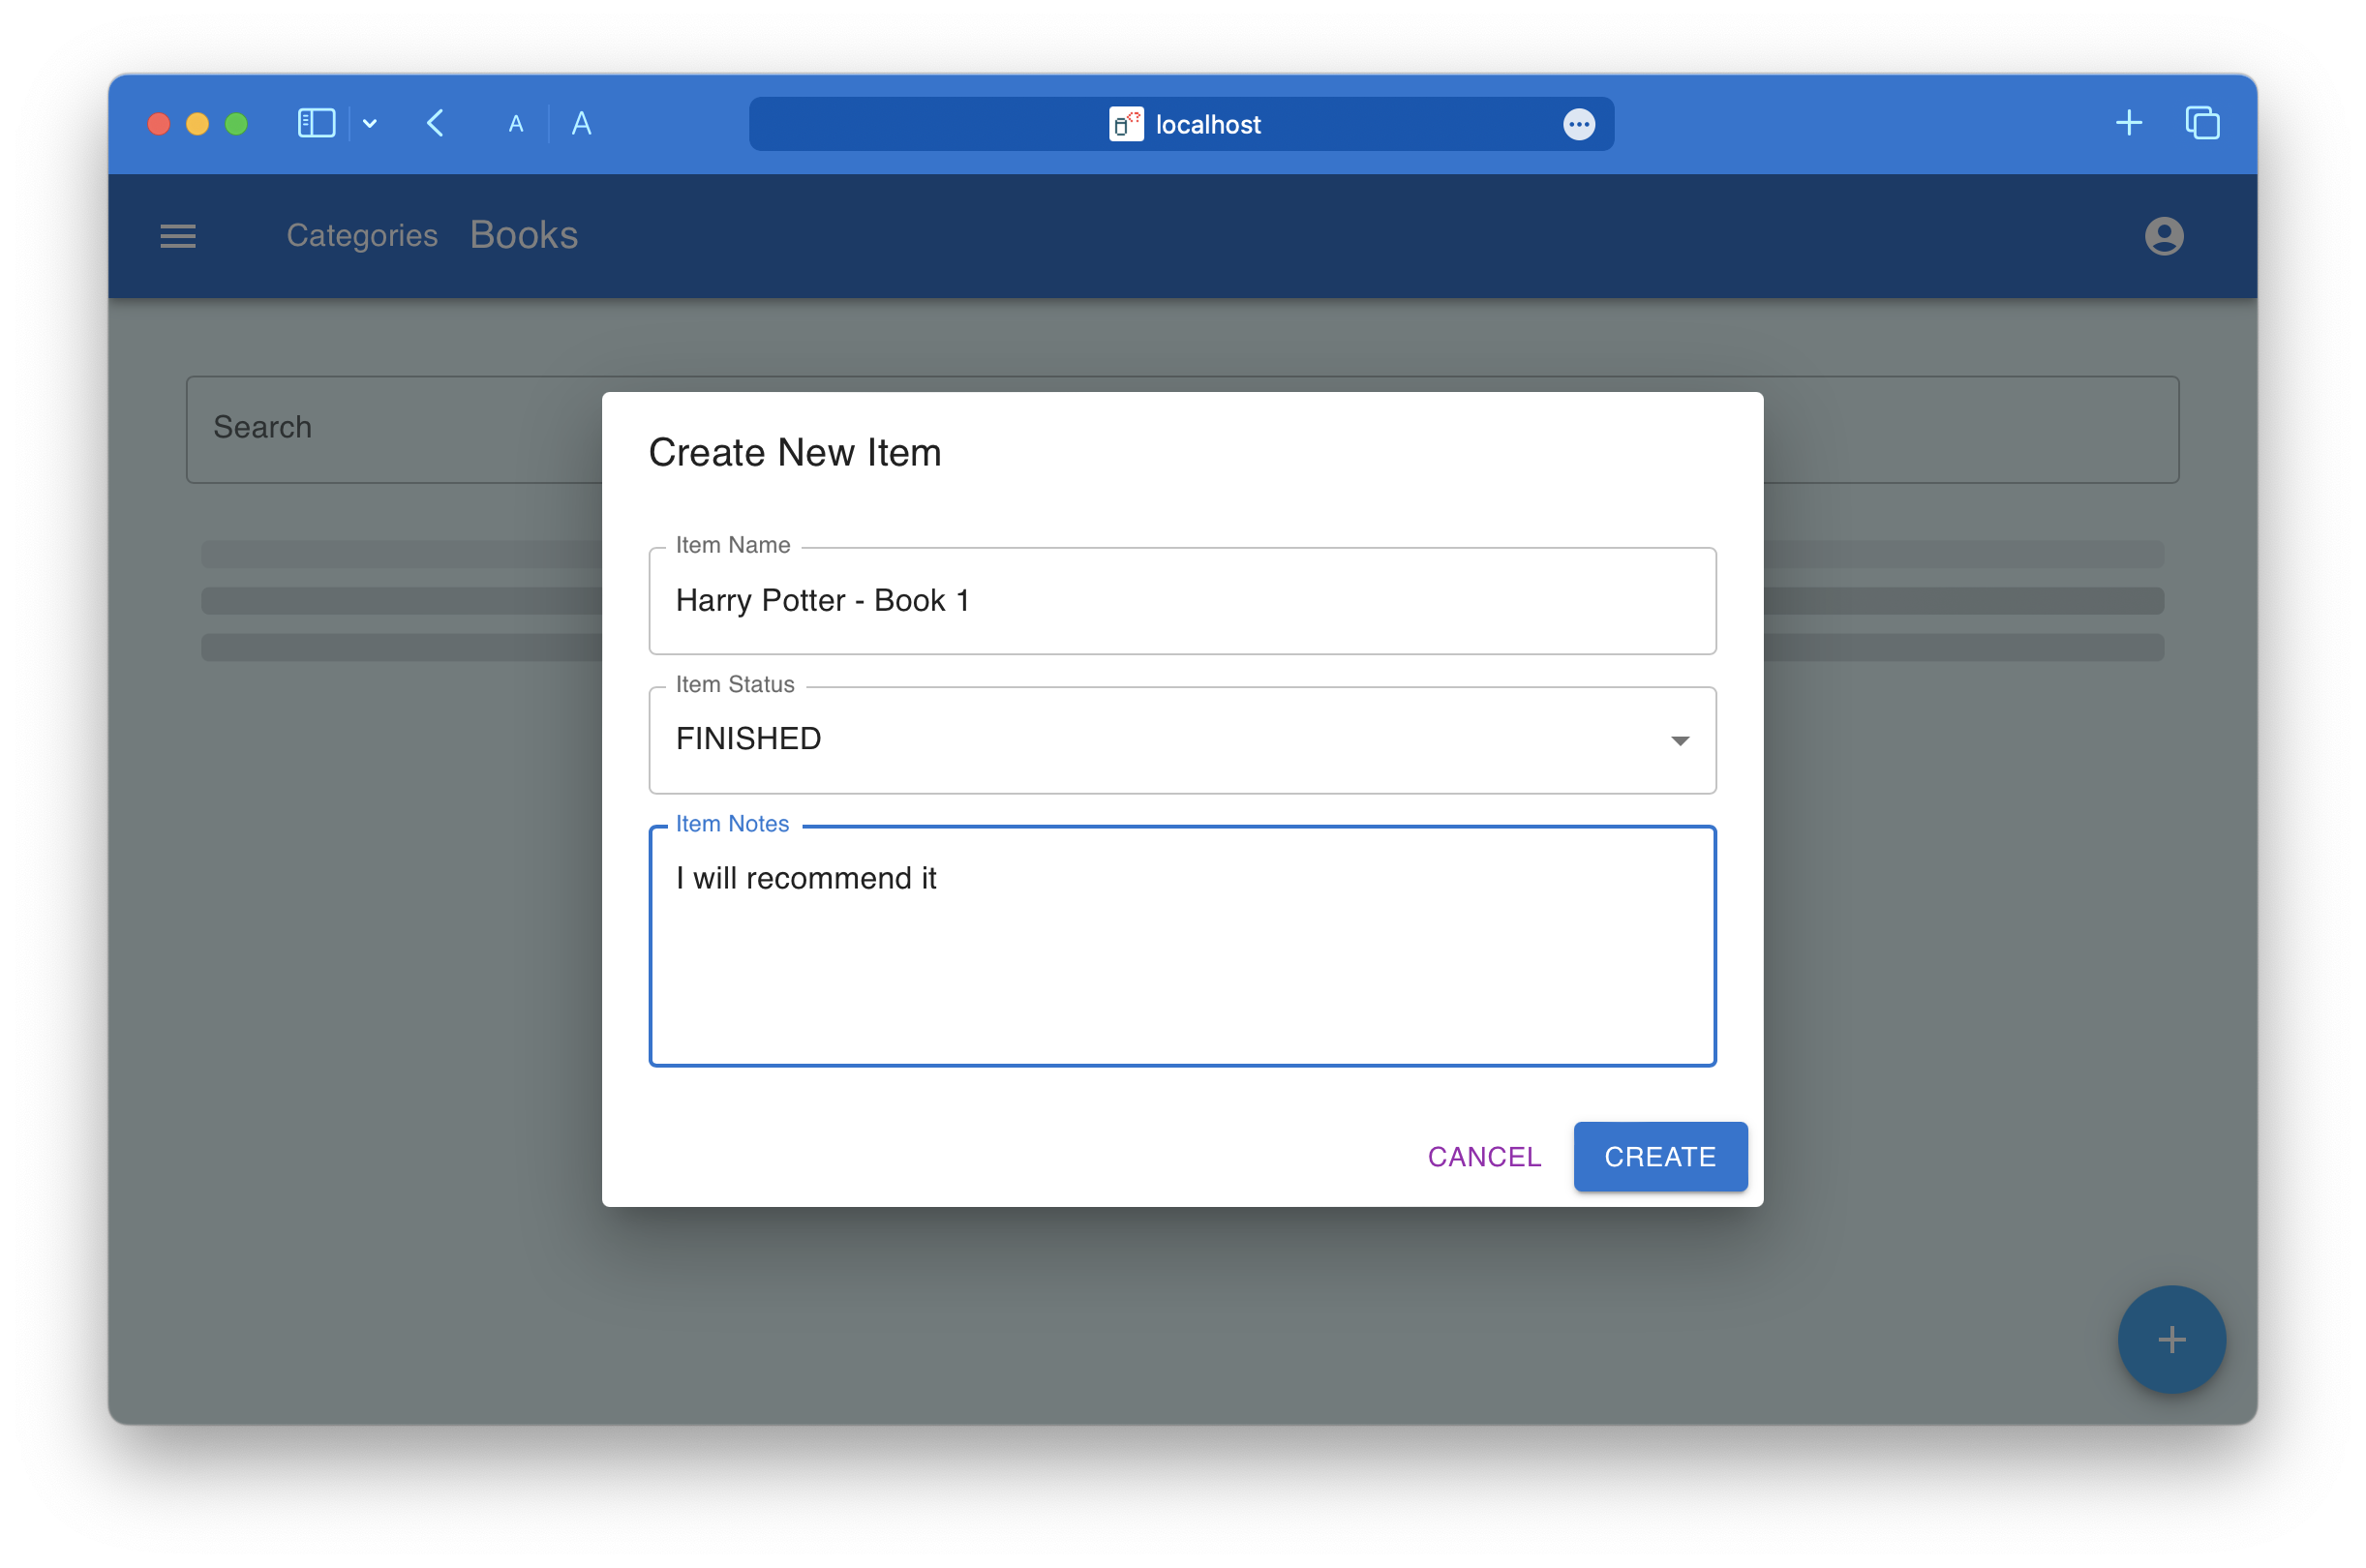 A A localhost
Categories Books
Search
Create New Item
Item Name
Harry Potter - Book 1
Item Status
FINISHED
Item Notes
I will recommend it
CANCEL CREATE